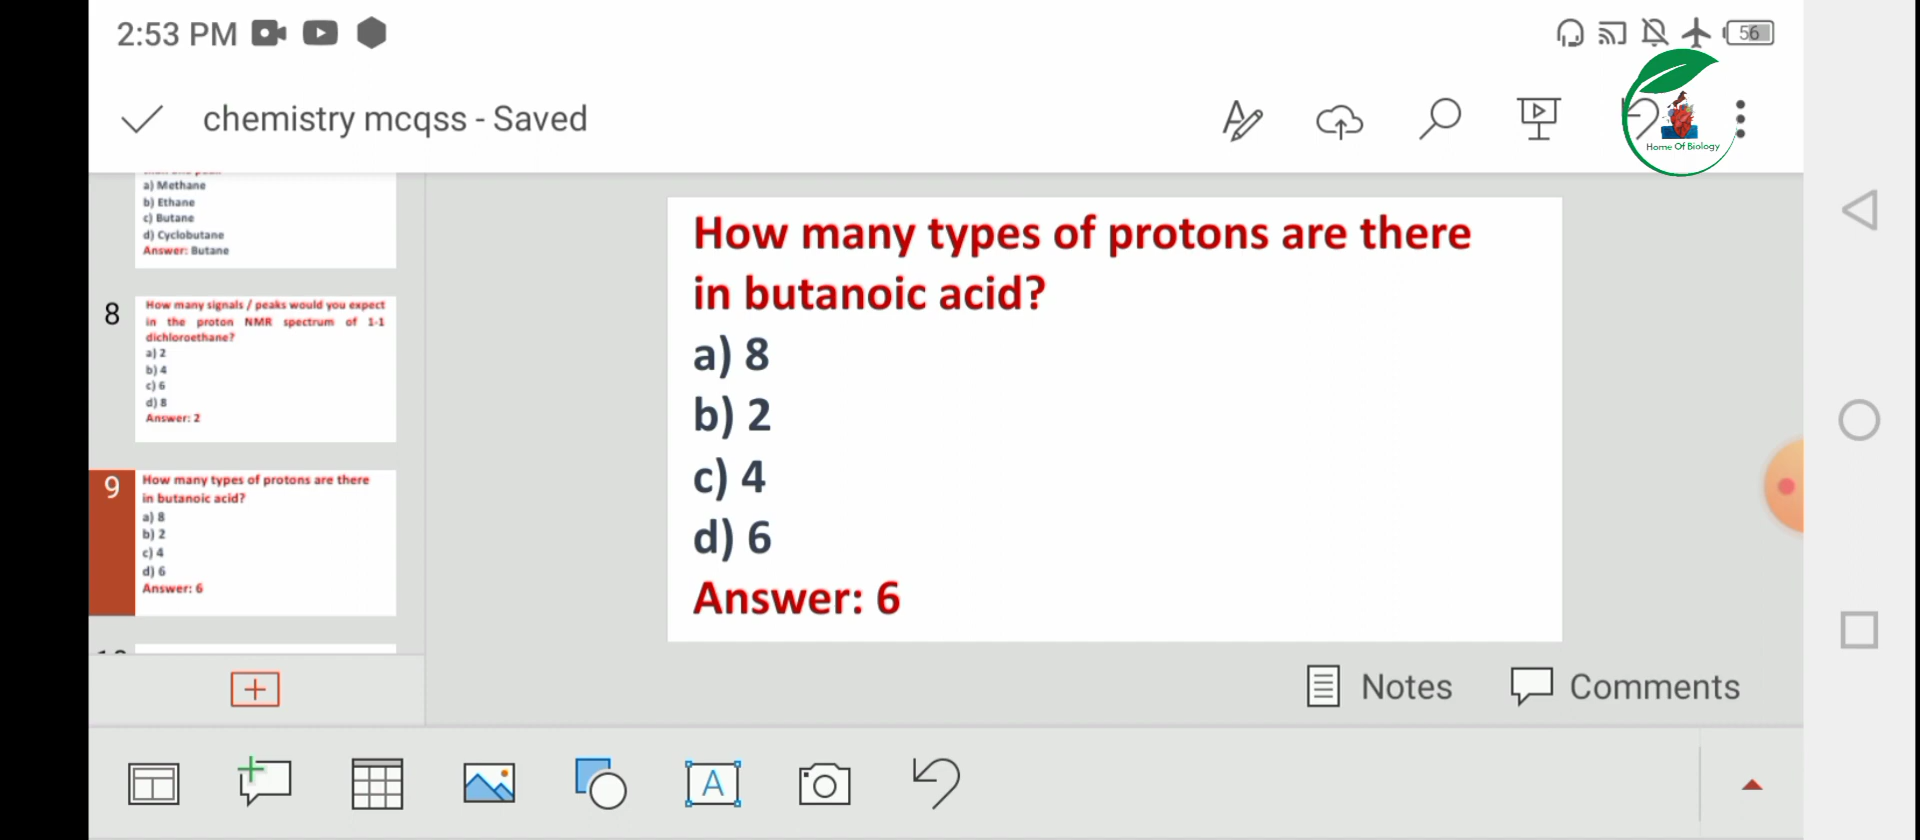 2:53 PM
56
chemistry mcqss - Saved
Home Of Biology
a) Methane
b) Ethane
c) Butane
d) Cyclobutane
Answer: Butane
8
How many signals / peaks would you expect
in the proton NMR spectrum of 1-1
dichloroethane?
a) 2
b) 4
c) 6
d) 8
Answer: 2
9
How many types of protons are there
in butanoic acid?
a) 8
b) 2
c) 4
d) 6
Answer: 6
How many types of protons are there
in butanoic acid?
a) 8
b) 2
c) 4
d) 6
Answer: 6
Notes
Comments
A